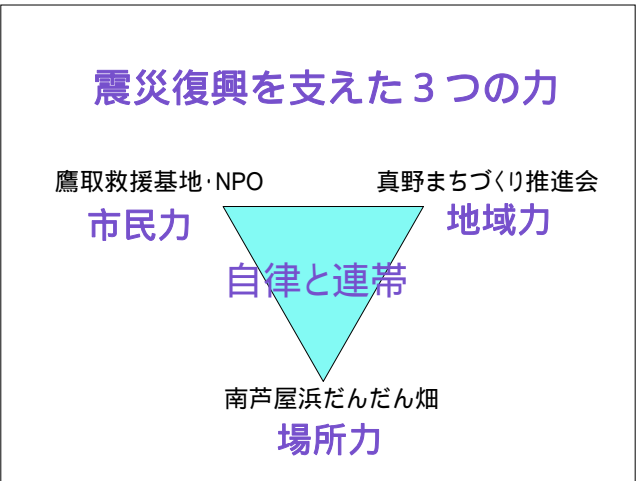 震災復興を支えた３つの力
鷹取救援基地・NPO
真野まちづくり推進会
市民力
地域力
自律と連帯
南芦屋浜だんだん畑
場所力